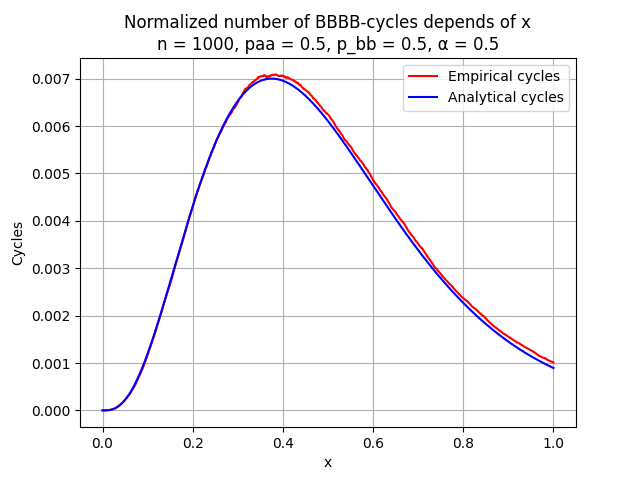 Normalized number of BBBB-cycles depends of x
n = 1000, paa = 0.5, p_bb = 0.5, α = 0.5
Empirical cycles
Analytical cycles
0.007
0.006
0.005
0.004
0.003
0.002
0.001
0.000
Cycles
0.0 0.2 0.4 0.6 0.8 1.0
x